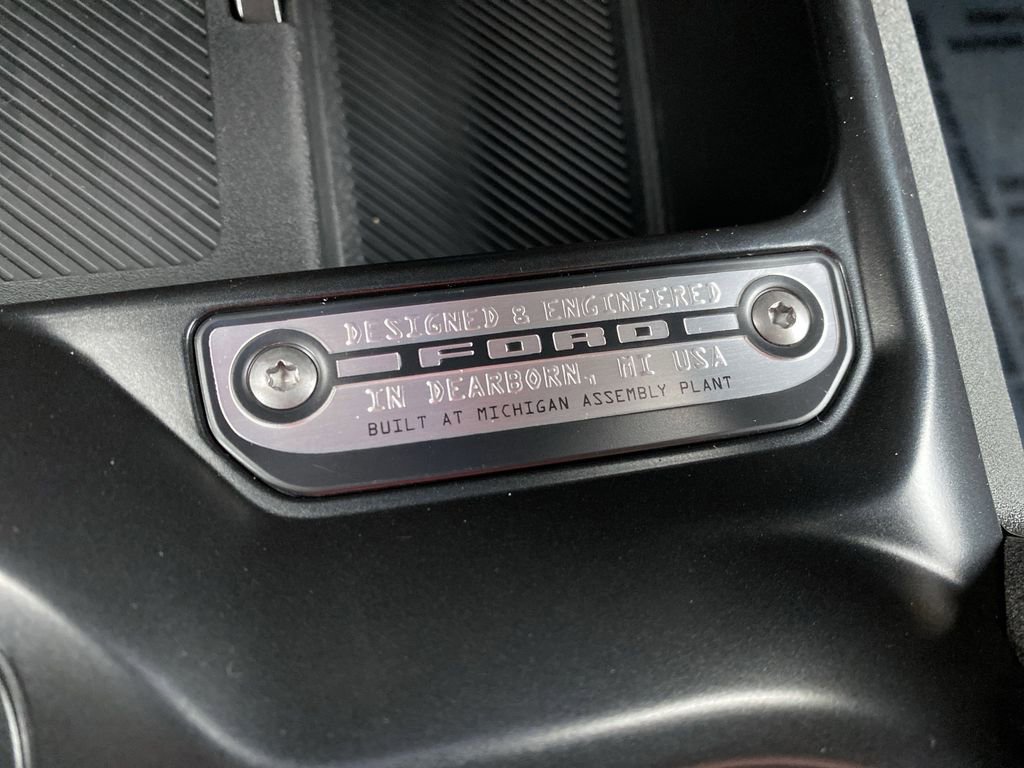 DESIGNED & ENGINEERED
FORD
IN DEARBORN, MI USA
BUILT AT MICHIGAN ASSEMBLY PLANT